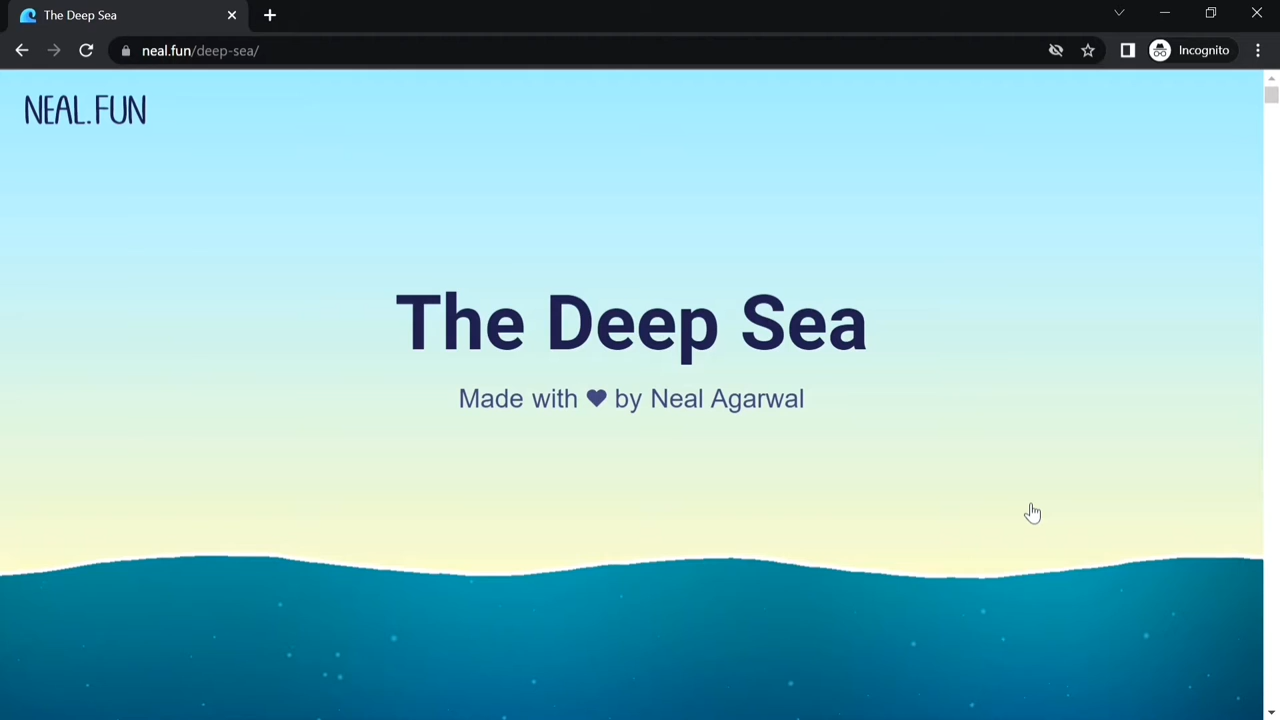 The Deep Sea
neal.fun/deep-sea/
Incognito
NEAL.FUN
The Deep Sea
Made with ♥ by Neal Agarwal